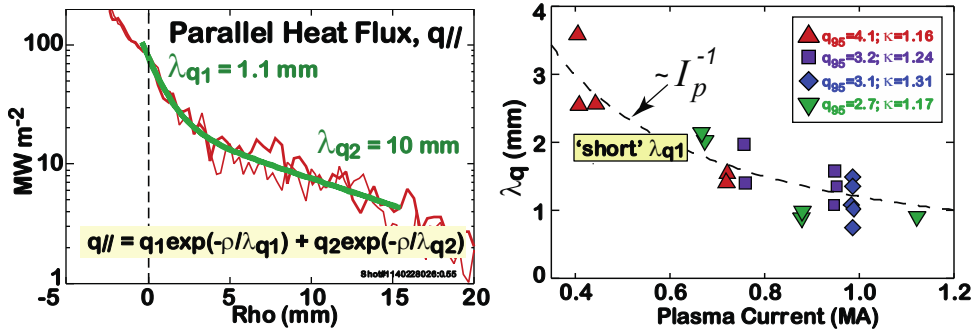 Parallel Heat Flux, q//
λq1 = 1.1 mm
λq2 = 10 mm
q// = q1exp(-ρ/λq1) + q2exp(-ρ/λq2)
Shot#1140228026:0.55
MW m-2
100
10
1
-5 0 5 10 15 20
Rho (mm)
q95=4.1; κ=1.16
q95=3.2; κ=1.24
q95=3.1; κ=1.31
q95=2.7; κ=1.17
~ Ip-1
'short' λq1
λq (mm)
4
3
2
1
0
0.4 0.6 0.8 1.0 1.2
Plasma Current (MA)